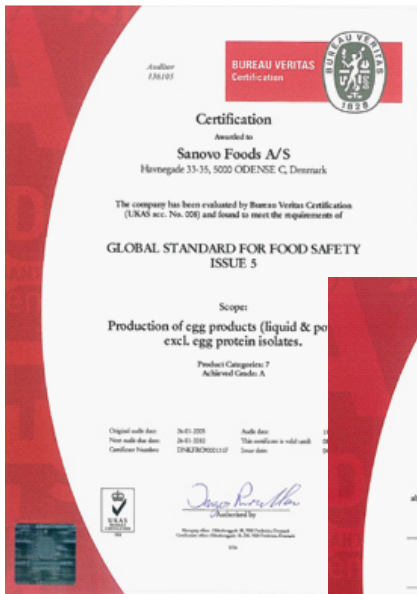 Auditor
136105
BUREAU VERITAS
Certification
BUREAU VERITAS
1828
Certification
Awarded to
Sanovo Foods A/S
Havnegade 33-35, 5000 ODENSE C, Denmark
The company has been evaluated by Bureau Veritas Certification
(UKAS acc. No. 008) and found to meet the requirements of
GLOBAL STANDARD FOR FOOD SAFETY
ISSUE 5
Scope:
Production of egg products (liquid & po
excl. egg protein isolates.
Product Categories: 7
Achieved Grade: A
Original audit date: Audit date:
Next audit due date: This certificate is valid until:
Certificate Number: Issue date:
UKAS
Authorized by